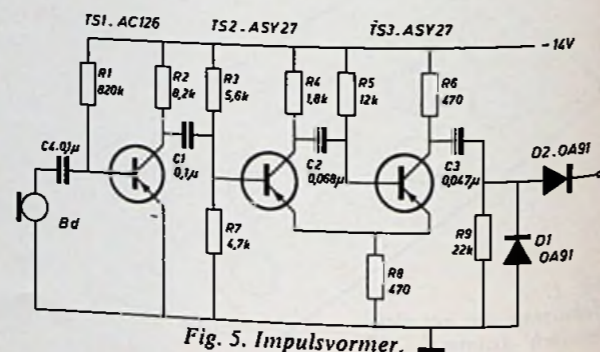 TS1. AC126 TS2. ASY27 TS3. ASY27
-14V
R1
820k
R2
8,2k
R3
5,6k
R4
1,8k
R5
12k
R6
470
C4.0,1µ
C1
0,1µ
C2
0,068µ
C3
0,047µ
D2.OA91
Bd
R7
4,7k
R8
470
R9
22k
D1
OA91
Fig. 5. Impulsvormer.